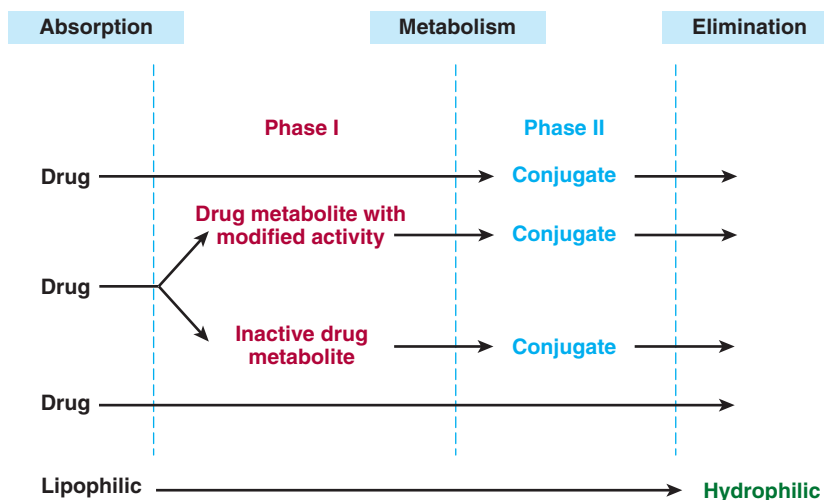 Absorption
Metabolism
Elimination
Phase I
Phase II
Drug
Conjugate
Drug metabolite with
modified activity
Conjugate
Drug
Inactive drug
metabolite
Conjugate
Drug
Lipophilic
Hydrophilic